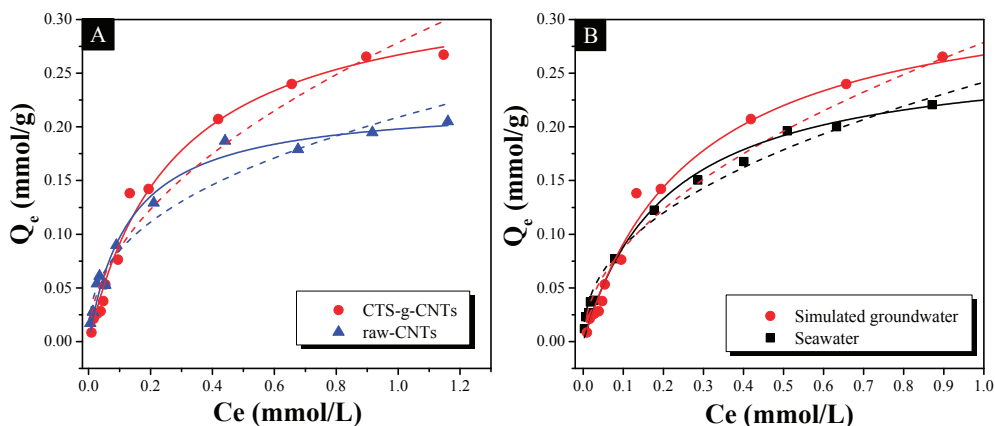 A
Q_e (mmol/g)
0.30
0.25
0.20
0.15
0.10
0.05
0.00
CTS-g-CNTs
raw-CNTs
0.0 0.2 0.4 0.6 0.8 1.0 1.2
Ce (mmol/L)
B
Q_e (mmol/g)
0.30
0.25
0.20
0.15
0.10
0.05
0.00
Simulated groundwater
Seawater
0.0 0.1 0.2 0.3 0.4 0.5 0.6 0.7 0.8 0.9 1.0
Ce (mmol/L)